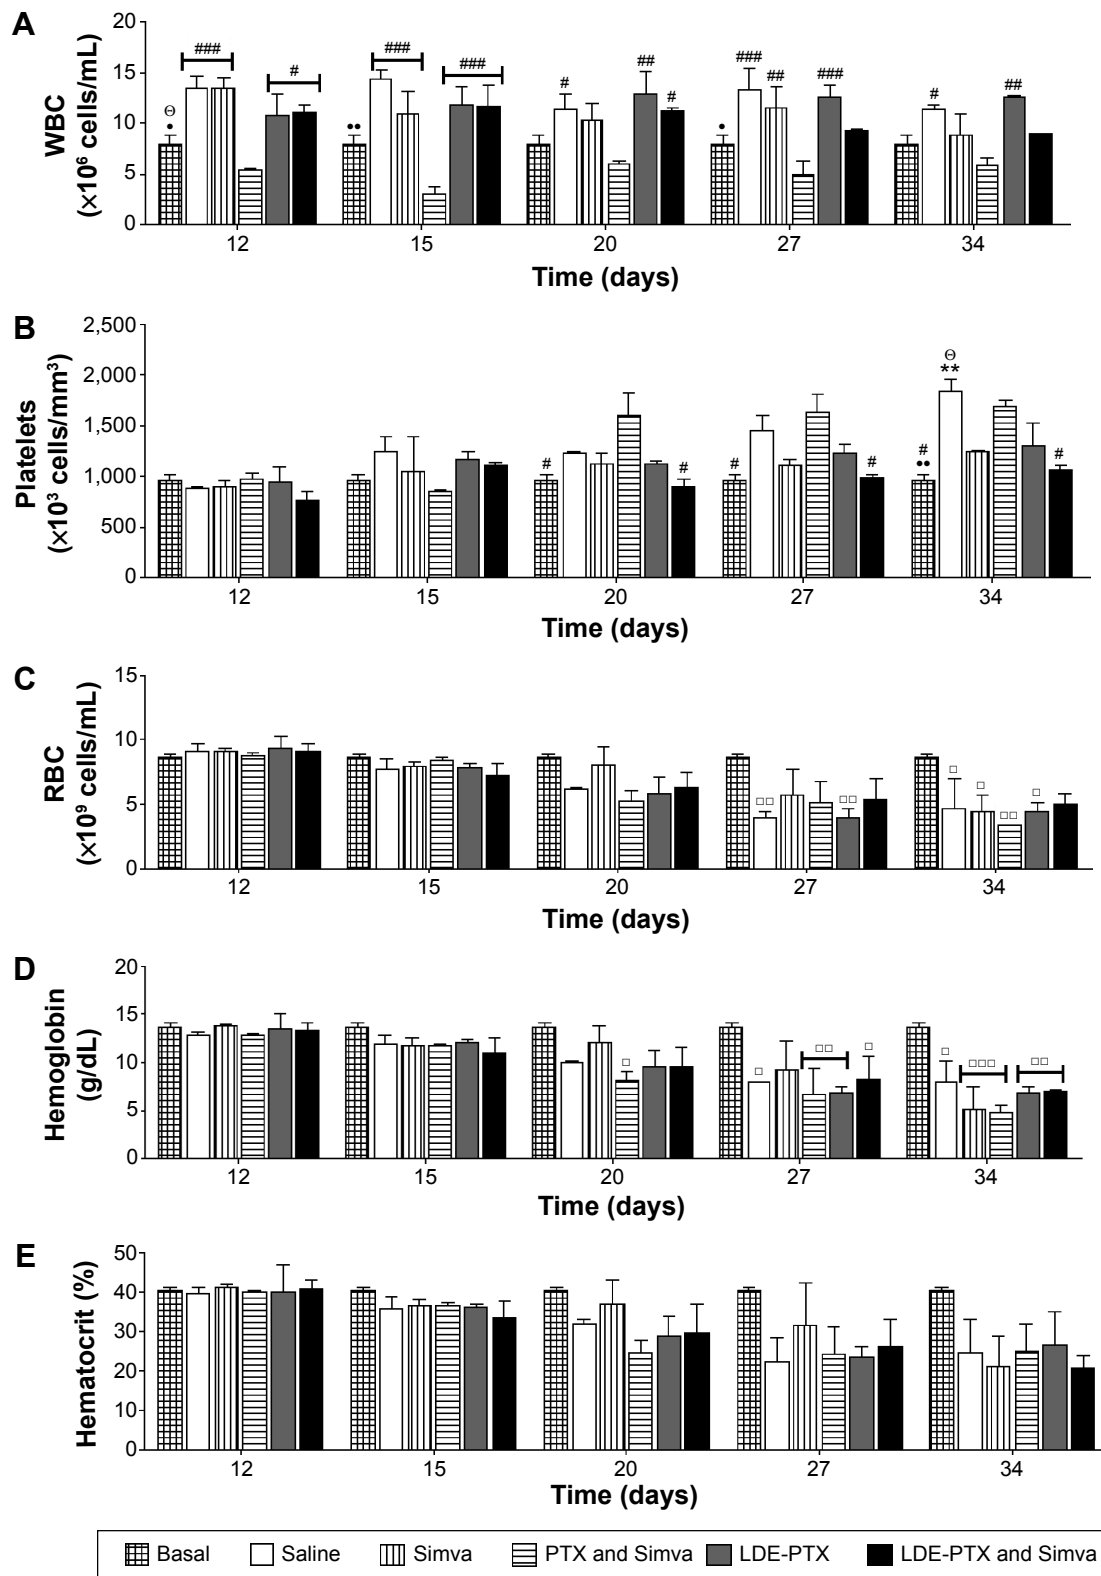 A
WBC
(×10⁶ cells/mL)
20
15
10
5
0
Θ
•
###
#
••
###
###
#
##
#
•
###
##
###
#
##
12 15 20 27 34
Time (days)
B
Platelets
(×10³ cells/mm³)
2,500
2,000
1,500
1,000
500
0
#
#
#
#
#
••
Θ
**
#
12 15 20 27 34
Time (days)
C
RBC
(×10⁹ cells/mL)
15
10
5
0
□□
□□
□
□
□□
□
12 15 20 27 34
Time (days)
D
Hemoglobin
(g/dL)
20
15
10
5
0
□
□
□□
□
□
□□□
□□
12 15 20 27 34
Time (days)
E
Hematocrit (%)
50
40
30
20
10
0
12 15 20 27 34
Time (days)
Basal Saline Simva PTX and Simva LDE-PTX LDE-PTX and Simva